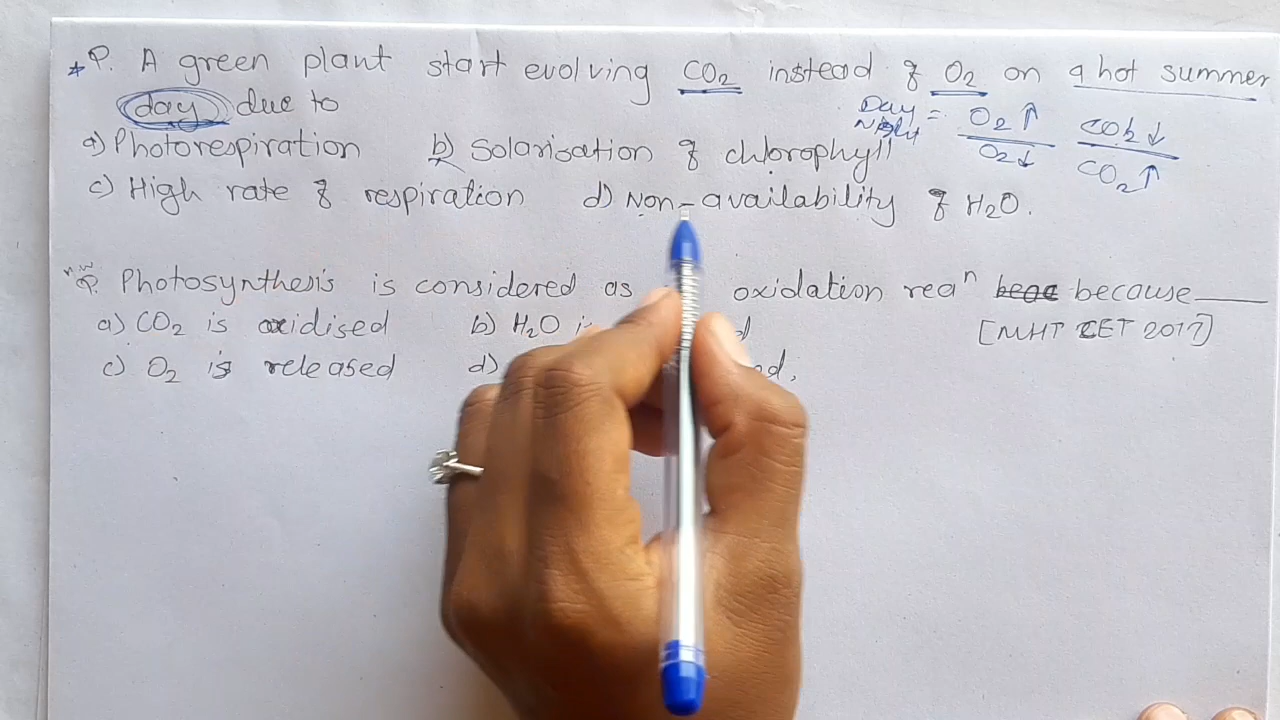 *Q. A green plant start evolving CO2 instead of O2 on a hot summer
day due to
Day
Night = O2↑ / O2↓ CO2↓ / CO2↑
a) Photorespiration b) Solarisation of chlorophyll
c) High rate of respiration d) Non-availability of H2O.
Q. Photosynthesis is considered as oxidation reaⁿ because____
a) CO2 is oxidised b) H2O
[MHT CET 2017]
c) O2 is released d)